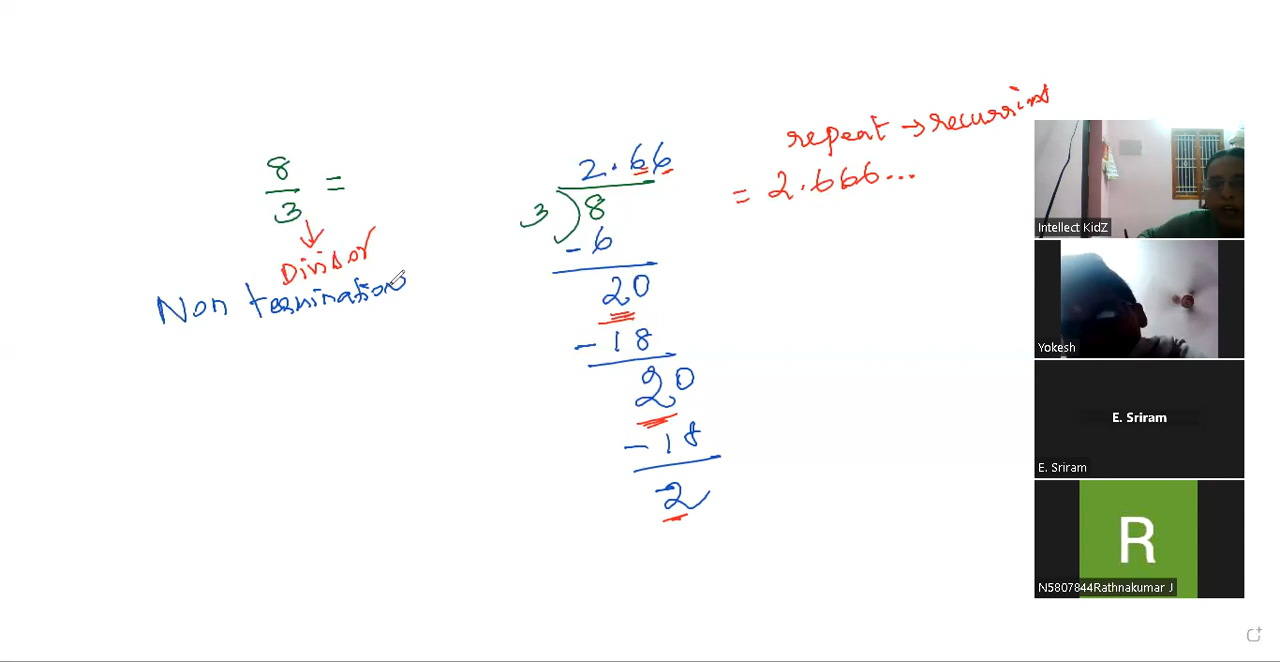 repeat → recurring
8
3
=
2.66
3)8
= 2.666...
Divisor
Non termination
-6
20
-18
20
-18
2
Intellect KidZ
Yokesh
E. Sriram
E. Sriram
R
N5807844Rathnakumar J